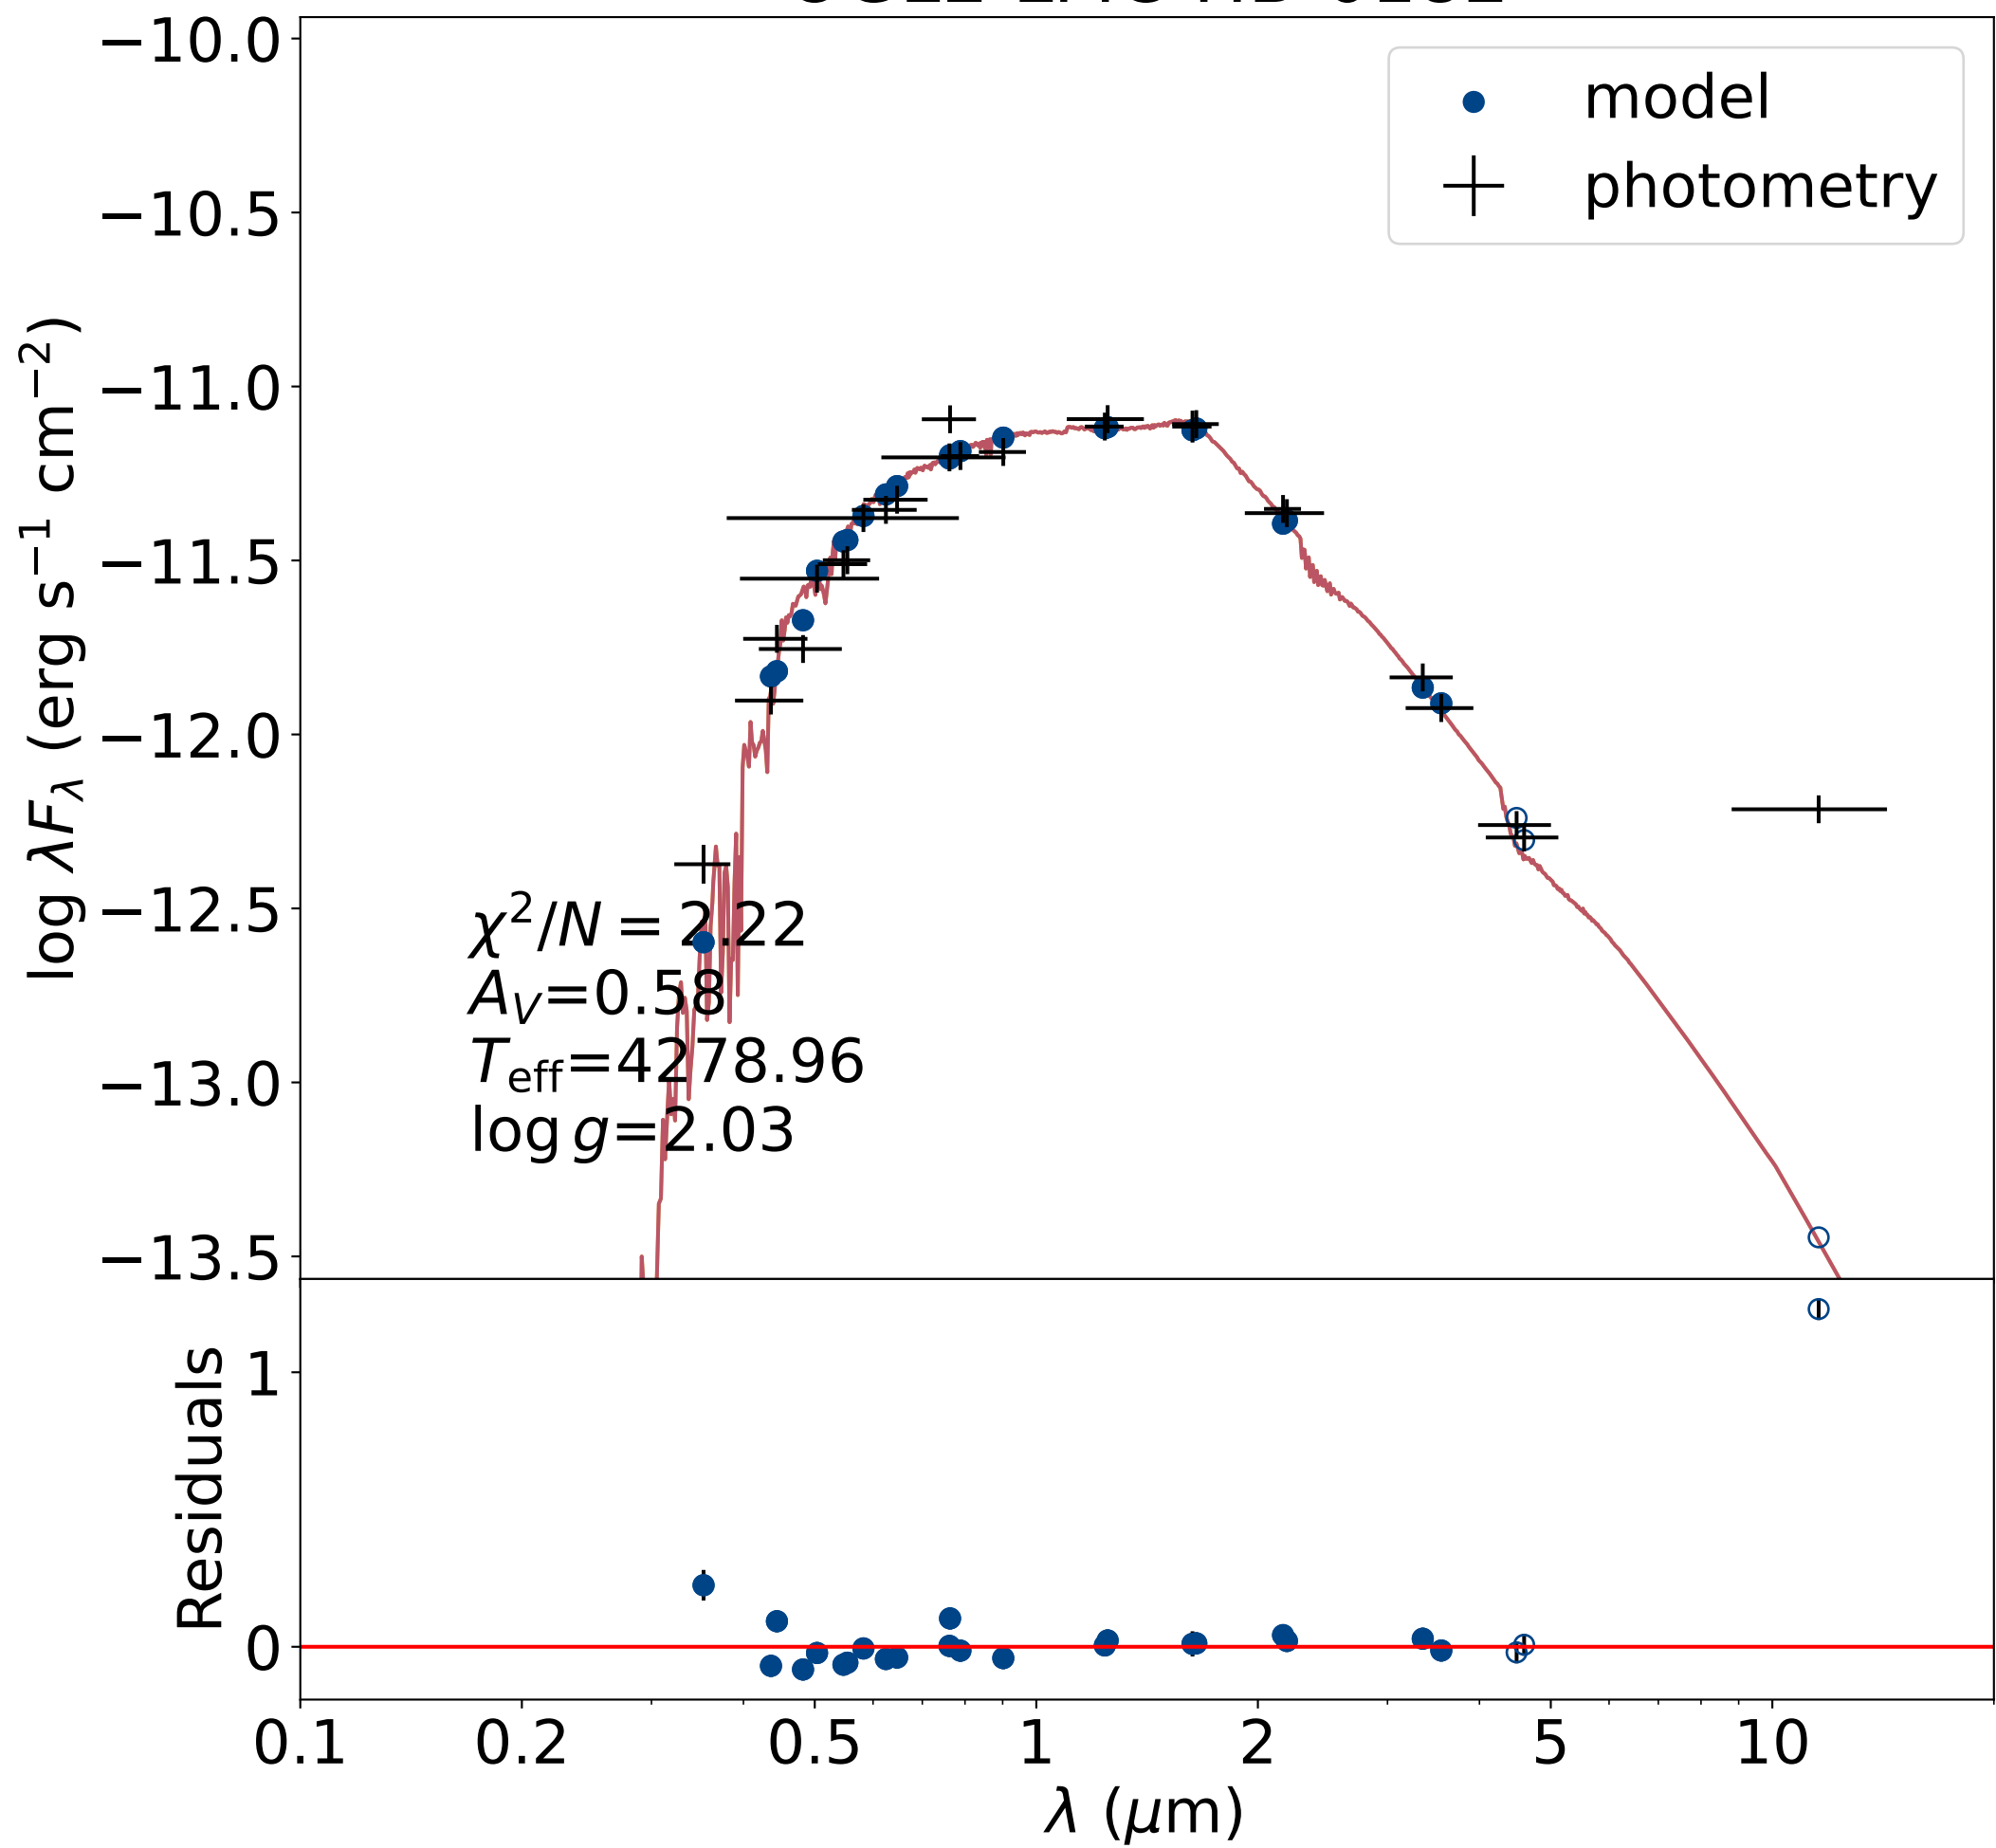 −10.0
−10.5
−11.0
−11.5
−12.0
−12.5
−13.0
−13.5
log λF_λ (erg s⁻¹ cm⁻²)
model
photometry
χ²/N = 2.22
A_V=0.58
T_eff=4278.96
log g=2.03
1
0
Residuals
0.1 0.2 0.5 1 2 5 10
λ (μm)